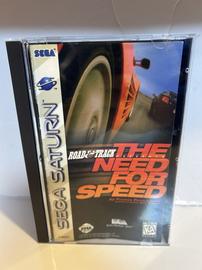 SEGA
SEGA SATURN
ROAD & TRACK
THE
NEED
FOR
SPEED